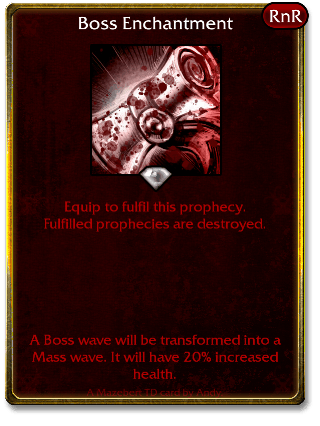 Boss Enchantment
RnR
Equip to fulfil this prophecy.
Fulfilled prophecies are destroyed.
A Boss wave will be transformed into a
Mass wave. It will have 20% increased
health.
A Mazebert TD card by Andy